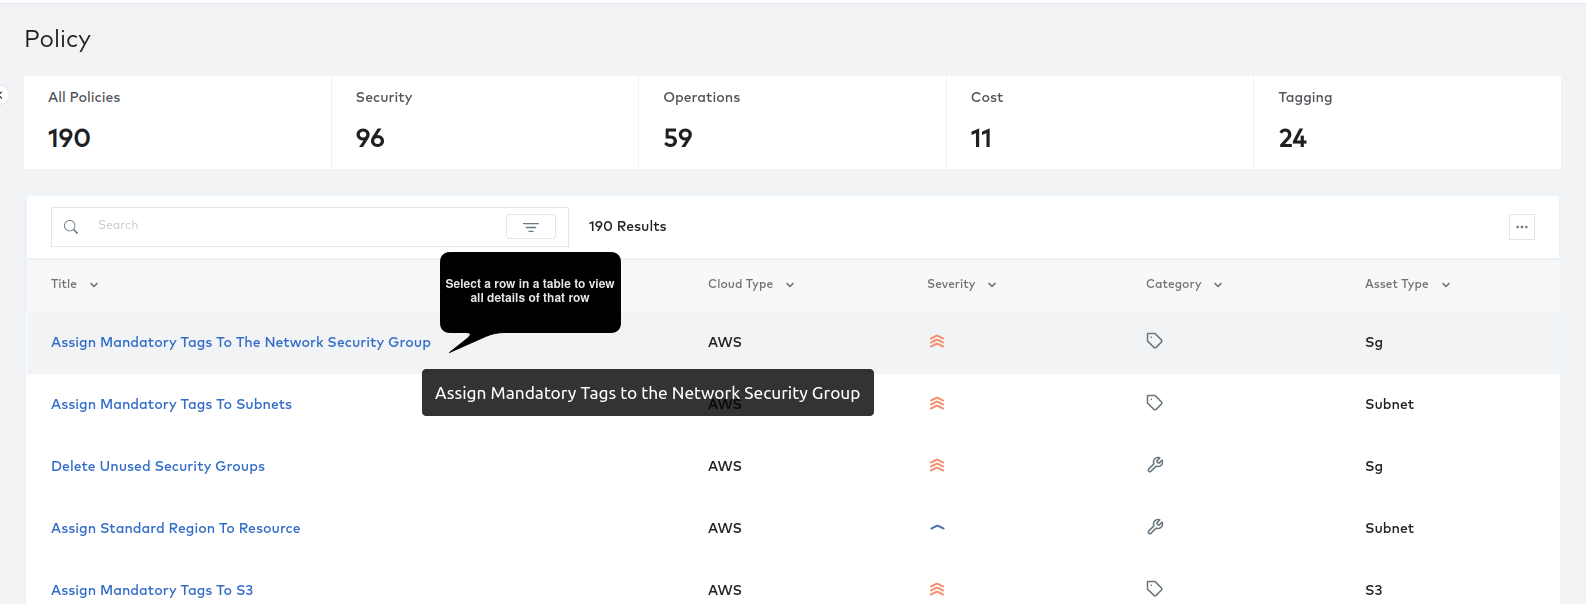 Policy
All Policies Security Operations Cost Tagging
190 96 59 11 24
Search 190 Results
Title Cloud Type Severity Category Asset Type
Select a row in a table to view
all details of that row
Assign Mandatory Tags To The Network Security Group AWS Sg
Assign Mandatory Tags to the Network Security Group
Assign Mandatory Tags To Subnets AWS Subnet
Delete Unused Security Groups AWS Sg
Assign Standard Region To Resource AWS Subnet
Assign Mandatory Tags To S3 AWS S3